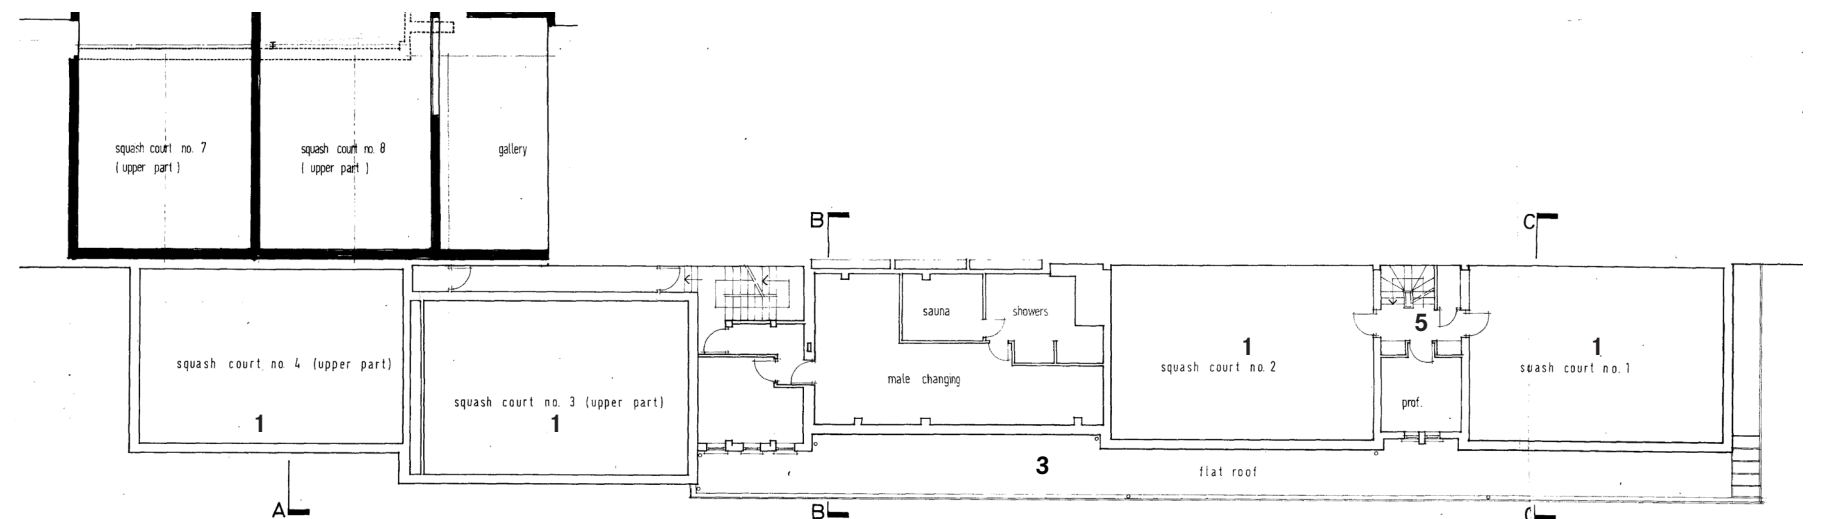 squash court no. 7
( upper part )
squash court no. 8
( upper part )
gallery
B
C
sauna
showers
5
squash court no. 4 (upper part)
1
squash court no. 3 (upper part)
1
male changing
1
squash court no. 2
1
squash court no. 1
prof.
3
flat roof
A
B
C